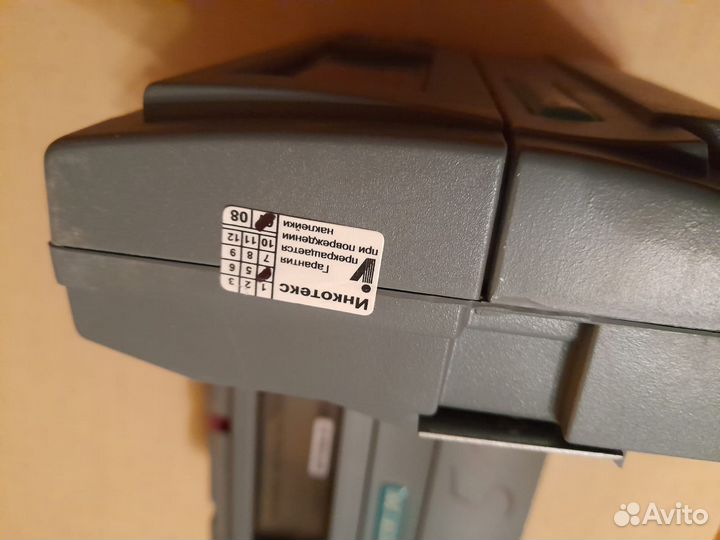 Инкотекс
Гарантия
прекращается
при повреждении
наклейки
1 2 3
5 6
7 8 9
10 11 12
08
Avito